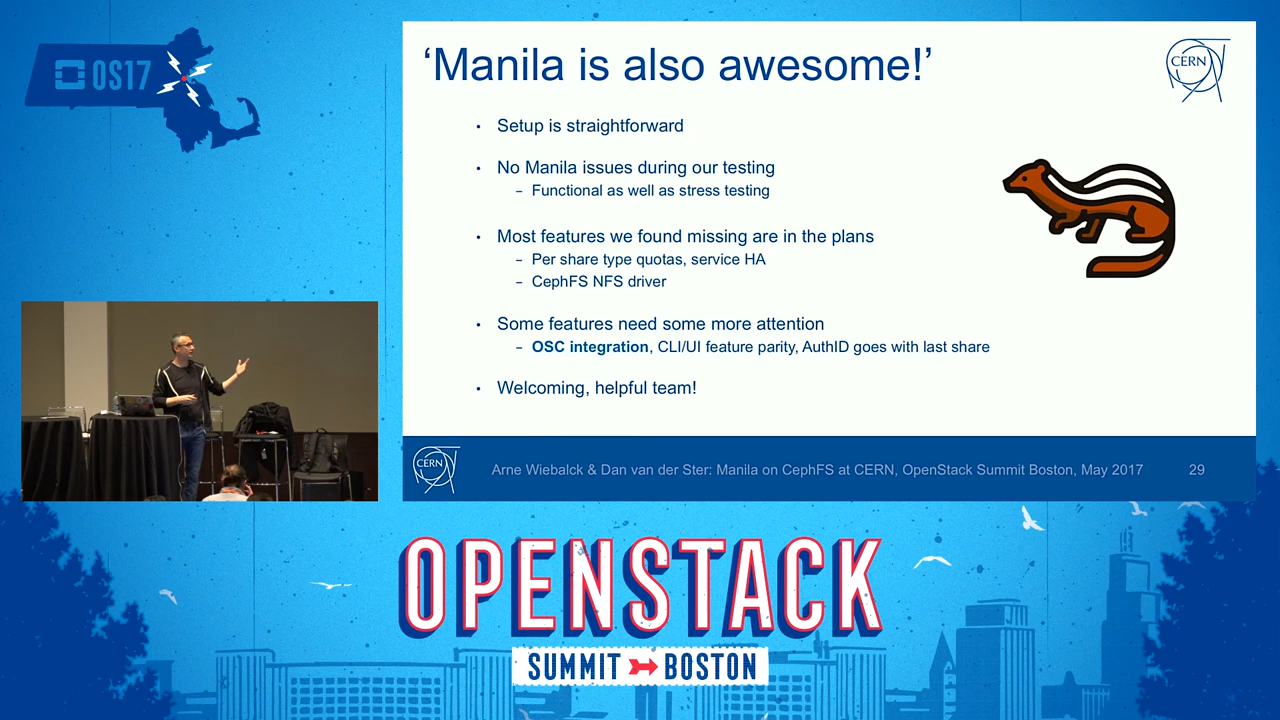 OS17
‘Manila is also awesome!’
CERN
• Setup is straightforward
• No Manila issues during our testing
– Functional as well as stress testing
• Most features we found missing are in the plans
– Per share type quotas, service HA
– CephFS NFS driver
• Some features need some more attention
– OSC integration, CLI/UI feature parity, AuthID goes with last share
• Welcoming, helpful team!
CERN
Arne Wiebalck & Dan van der Ster: Manila on CephFS at CERN, OpenStack Summit Boston, May 2017
29
OPENSTACK
SUMMIT BOSTON